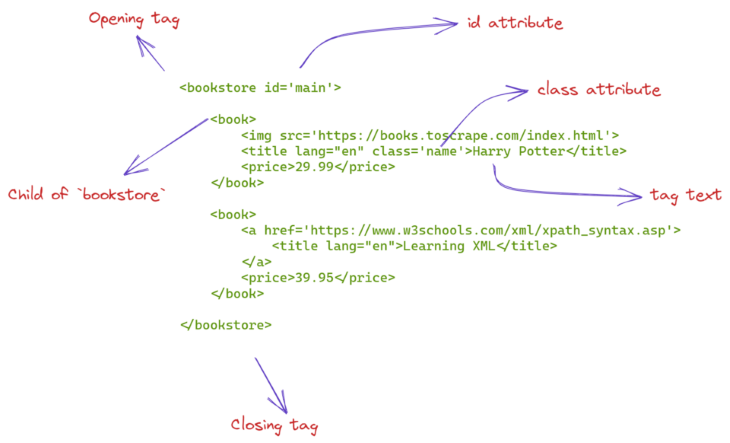 Opening tag
id attribute
<bookstore id='main'>
class attribute
<book>
<img src='https://books.toscrape.com/index.html'>
<title lang="en" class='name'>Harry Potter</title>
<price>29.99</price>
</book>
Child of `bookstore`
tag text
<book>
<a href='https://www.w3schools.com/xml/xpath_syntax.asp'>
<title lang="en">Learning XML</title>
</a>
<price>39.95</price>
</book>
</bookstore>
Closing tag